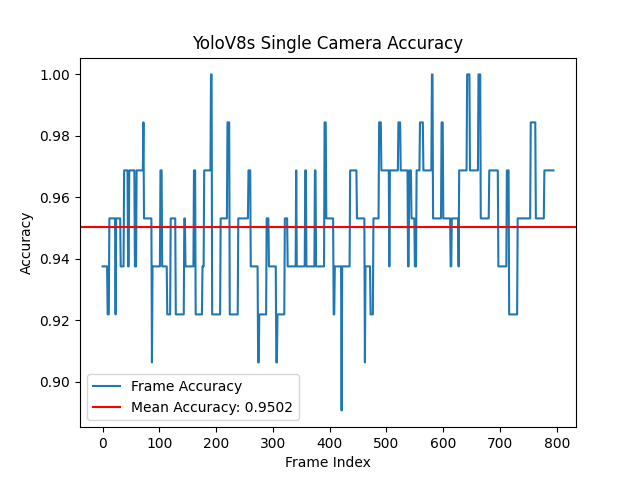 YoloV8s Single Camera Accuracy
1.00
0.98
0.96
0.94
0.92
0.90
Accuracy
Frame Accuracy
Mean Accuracy: 0.9502
0 100 200 300 400 500 600 700 800
Frame Index